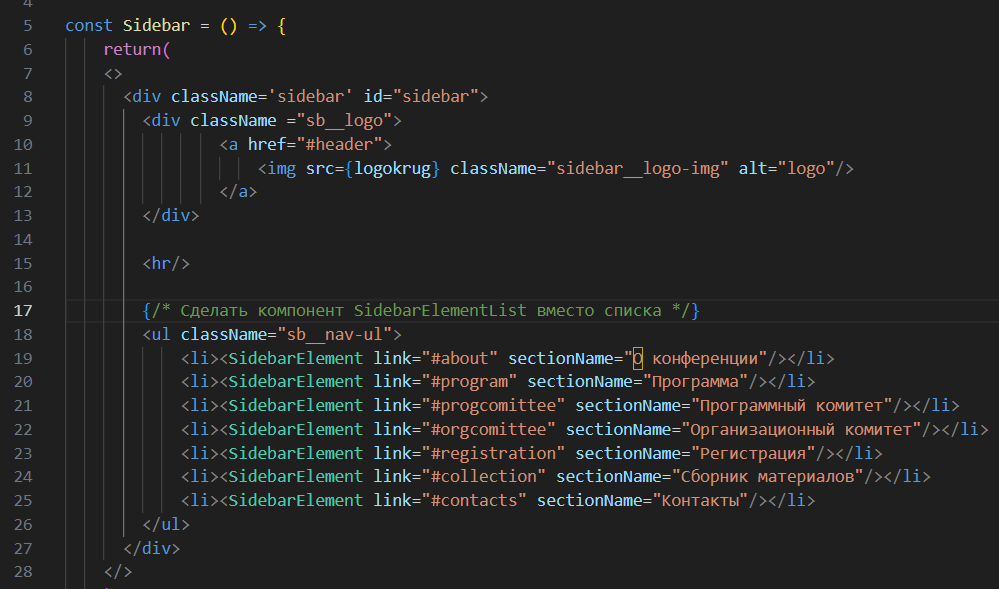 4
5 const Sidebar = () => {
6 return(
7 <>
8 <div className='sidebar' id="sidebar">
9 <div className ="sb__logo">
10 <a href="#header">
11 <img src={logokrug} className="sidebar__logo-img" alt="logo"/>
12 </a>
13 </div>
14
15 <hr/>
16
17 {/* Сделать компонент SidebarElementList вместо списка */}
18 <ul className="sb__nav-ul">
19 <li><SidebarElement link="#about" sectionName="О конференции"/></li>
20 <li><SidebarElement link="#program" sectionName="Программа"/></li>
21 <li><SidebarElement link="#progcomittee" sectionName="Программный комитет"/></li>
22 <li><SidebarElement link="#orgcomittee" sectionName="Организационный комитет"/></li>
23 <li><SidebarElement link="#registration" sectionName="Регистрация"/></li>
24 <li><SidebarElement link="#collection" sectionName="Сборник материалов"/></li>
25 <li><SidebarElement link="#contacts" sectionName="Контакты"/></li>
26 </ul>
27 </div>
28 </>